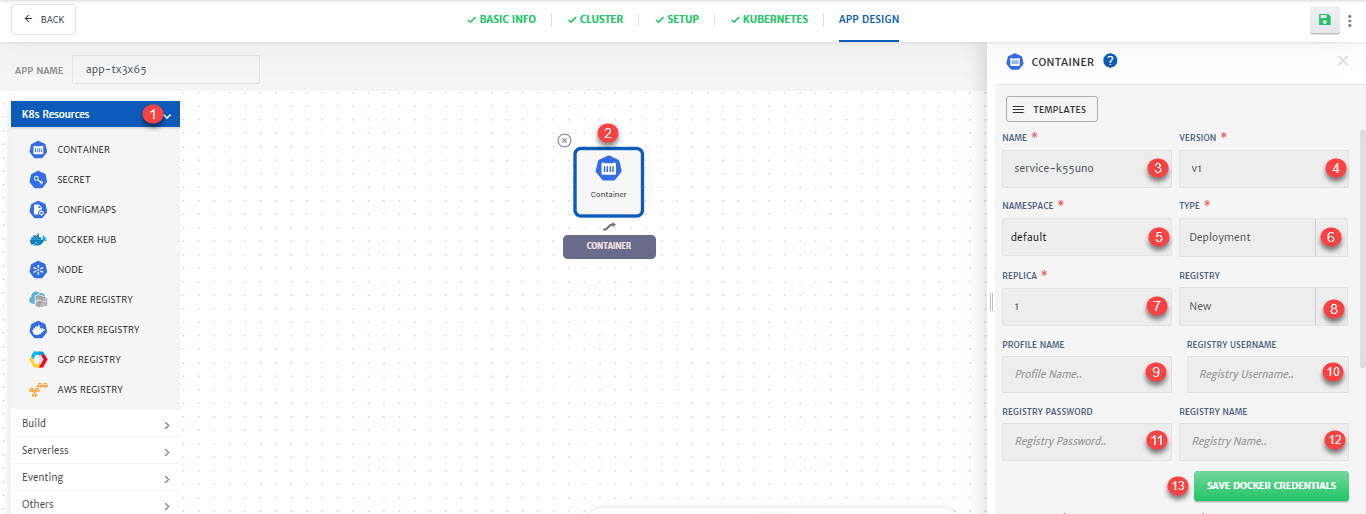 BACK
BASIC INFO
CLUSTER
SETUP
KUBERNETES
APP DESIGN
APP NAME
app-tx3x65
K8s Resources
1
CONTAINER
SECRET
CONFIGMAPS
DOCKER HUB
NODE
AZURE REGISTRY
DOCKER REGISTRY
GCP REGISTRY
AWS REGISTRY
Build
Serverless
Eventing
Others
2
Container
CONTAINER
CONTAINER ?
TEMPLATES
NAME *
VERSION *
service-k55uno 3
v1 4
NAMESPACE *
TYPE *
default 5
Deployment 6
REPLICA *
REGISTRY
1 7
New 8
PROFILE NAME
REGISTRY USERNAME
Profile Name.. 9
Registry Username.. 10
REGISTRY PASSWORD
REGISTRY NAME
Registry Password.. 11
Registry Name.. 12
13 SAVE DOCKER CREDENTIALS